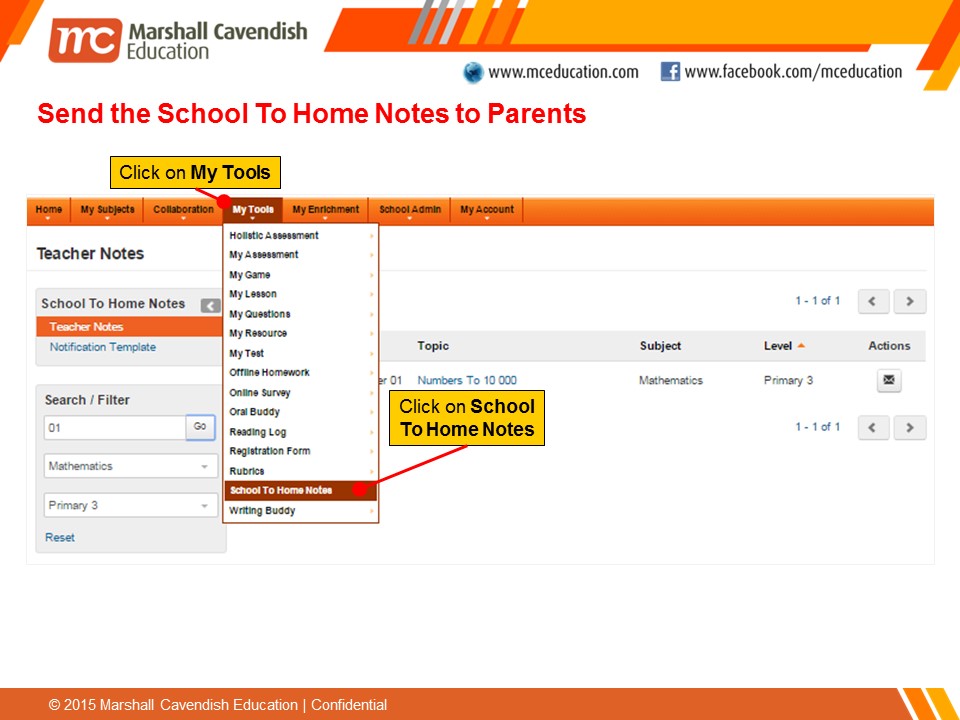 mc Marshall Cavendish
Education
www.mceducation.com
www.facebook.com/mceducation
Send the School To Home Notes to Parents
Click on My Tools
Home My Subjects Collaboration My Tools My Enrichment School Admin My Account
Teacher Notes
School To Home Notes
Teacher Notes
Notification Template
Search / Filter
01 Go
Mathematics
Primary 3
Reset
Holistic Assessment
My Assessment
My Game
My Lesson
My Questions
My Resource
My Test
Offline Homework
Online Survey
Oral Buddy
Reading Log
Registration Form
Rubrics
School To Home Notes
Writing Buddy
1 - 1 of 1
Topic Subject Level Actions
er 01 Numbers To 10 000 Mathematics Primary 3
Click on School
To Home Notes
1 - 1 of 1
© 2015 Marshall Cavendish Education | Confidential